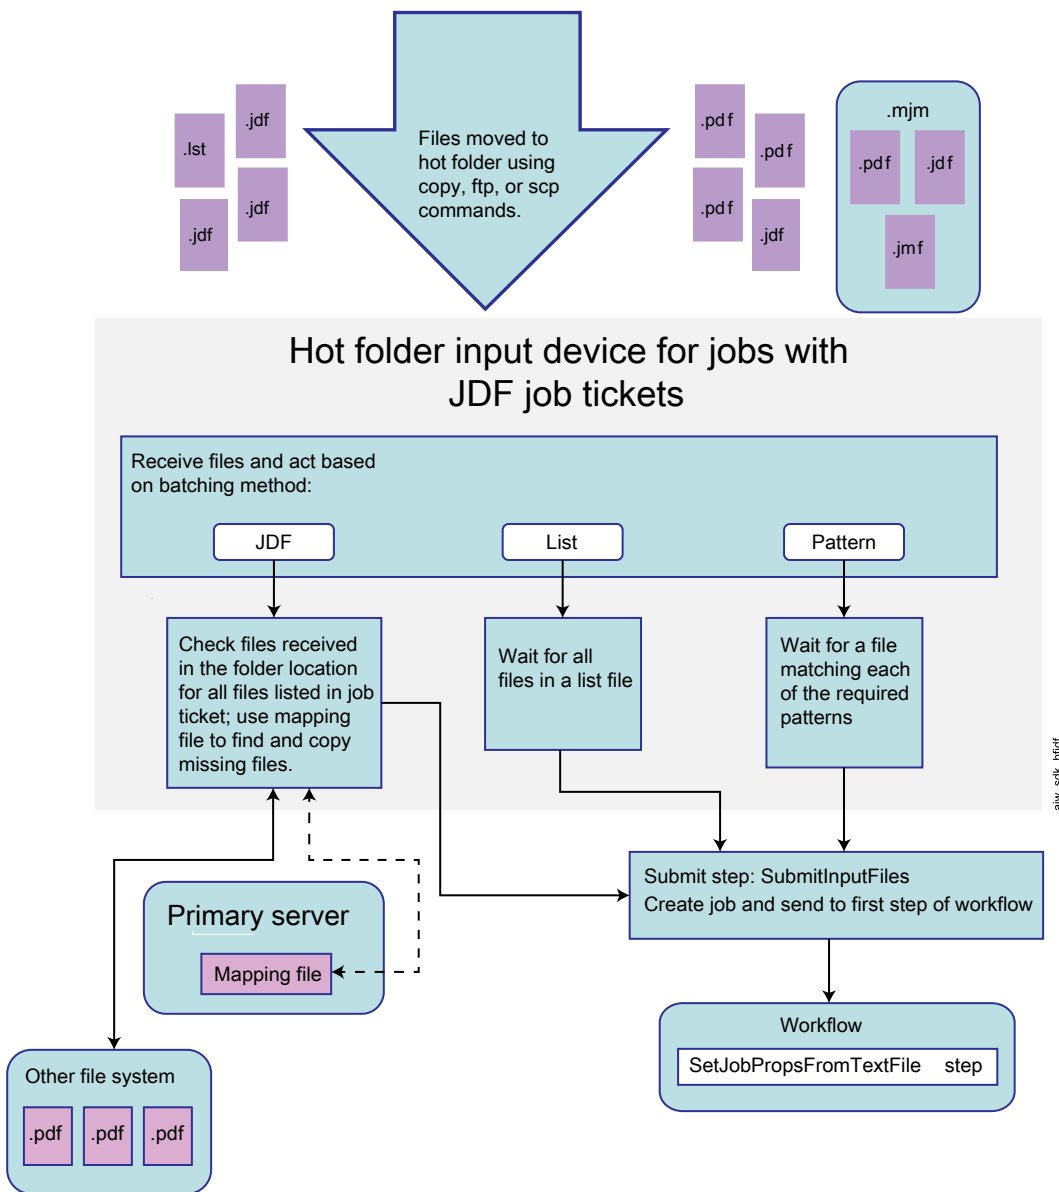 .lst
.jdf
.jdf
.jdf
Files moved to
hot folder using
copy, ftp, or scp
commands.
.pdf
.pdf
.pdf
.jdf
.mjm
.pdf
.jdf
.jmf
Hot folder input device for jobs with
JDF job tickets
Receive files and act based
on batching method:
JDF
List
Pattern
Check files received
in the folder location
for all files listed in job
ticket; use mapping
file to find and copy
missing files.
Wait for all
files in a list file
Wait for a file
matching each
of the required
patterns
Submit step: SubmitInputFiles
Create job and send to first step of workflow
Primary server
Mapping file
Workflow
SetJobPropsFromTextFile step
Other file system
.pdf
.pdf
.pdf